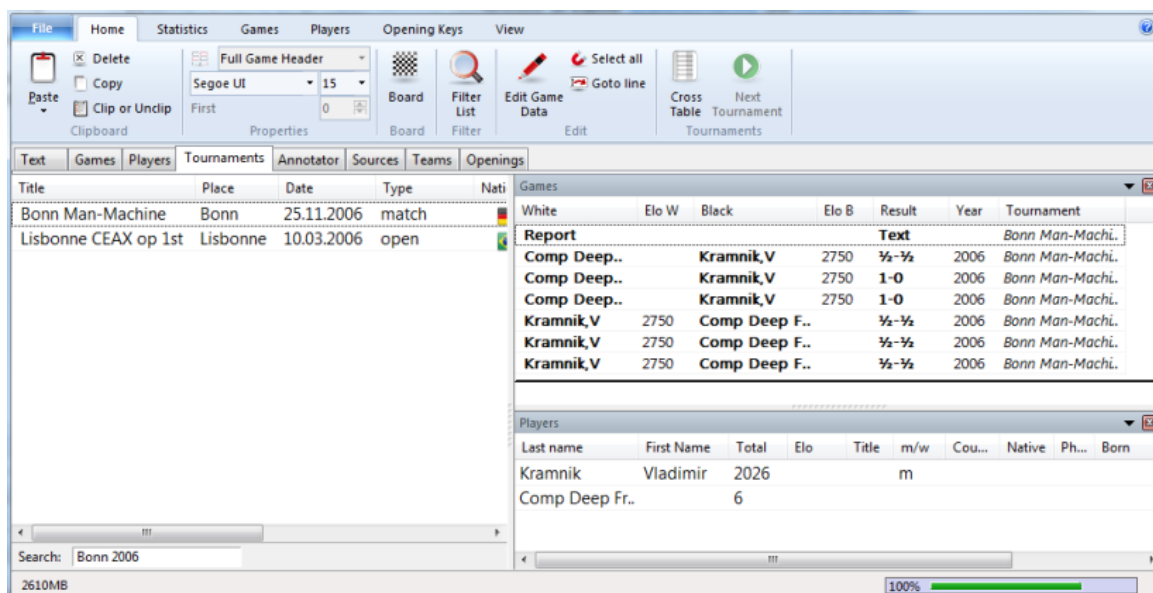 File Home Statistics Games Players Opening Keys View
Paste
Delete
Copy
Clip or Unclip
Clipboard
Full Game Header
Segoe UI 15
First 0
Properties
Board
Board
Filter List
Filter
Edit Game Data
Select all
Goto line
Edit
Cross Table
Next Tournament
Tournaments
Text Games Players Tournaments Annotator Sources Teams Openings
Title Place Date Type Nati
Bonn Man-Machine Bonn 25.11.2006 match
Lisbonne CEAX op 1st Lisbonne 10.03.2006 open
Search: Bonn 2006
Games
White Elo W Black Elo B Result Year Tournament
Report Text Bonn Man-Machi..
Comp Deep.. Kramnik,V 2750 ½-½ 2006 Bonn Man-Machi..
Comp Deep.. Kramnik,V 2750 1-0 2006 Bonn Man-Machi..
Comp Deep.. Kramnik,V 2750 1-0 2006 Bonn Man-Machi..
Kramnik,V 2750 Comp Deep F.. ½-½ 2006 Bonn Man-Machi..
Kramnik,V 2750 Comp Deep F.. ½-½ 2006 Bonn Man-Machi..
Kramnik,V 2750 Comp Deep F.. ½-½ 2006 Bonn Man-Machi..
Players
Last name First Name Total Elo Title m/w Cou... Native Ph... Born
Kramnik Vladimir 2026 m
Comp Deep Fr.. 6
2610MB 100%